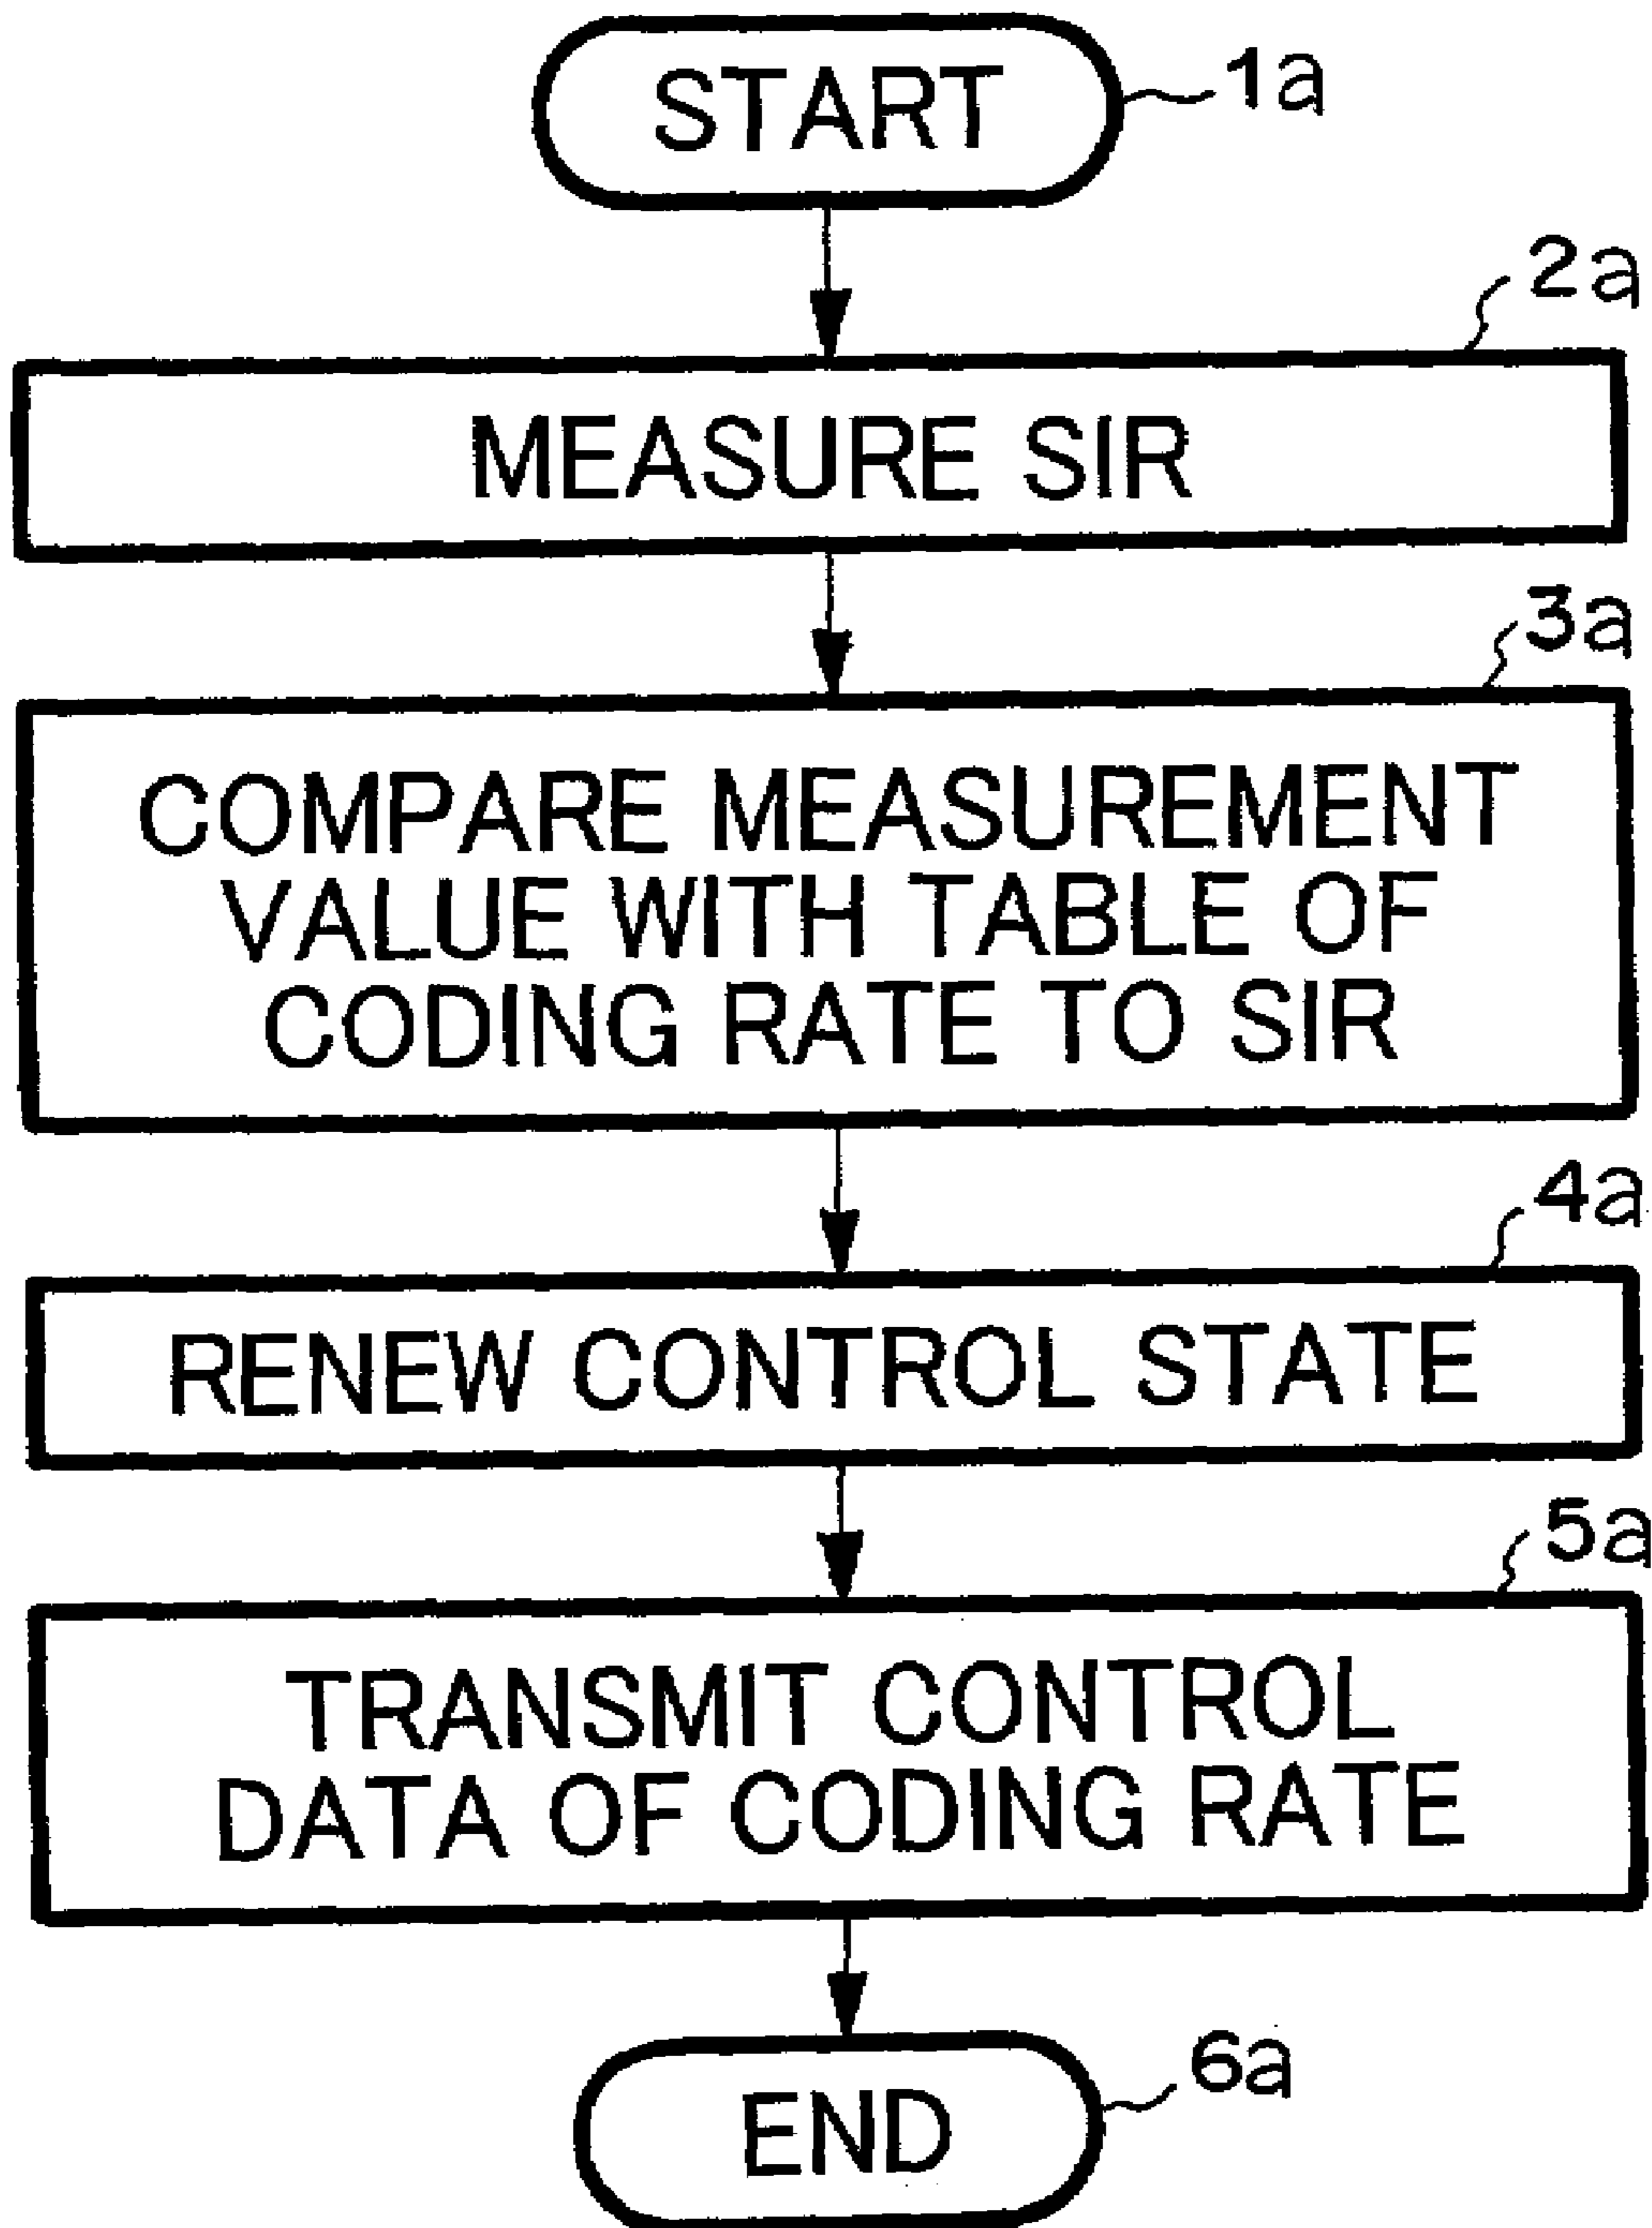 START
1a
2a
MEASURE SIR
3a
COMPARE MEASUREMENT
VALUE WITH TABLE OF
CODING RATE TO SIR
4a
RENEW CONTROL STATE
5a
TRANSMIT CONTROL
DATA OF CODING RATE
END
6a